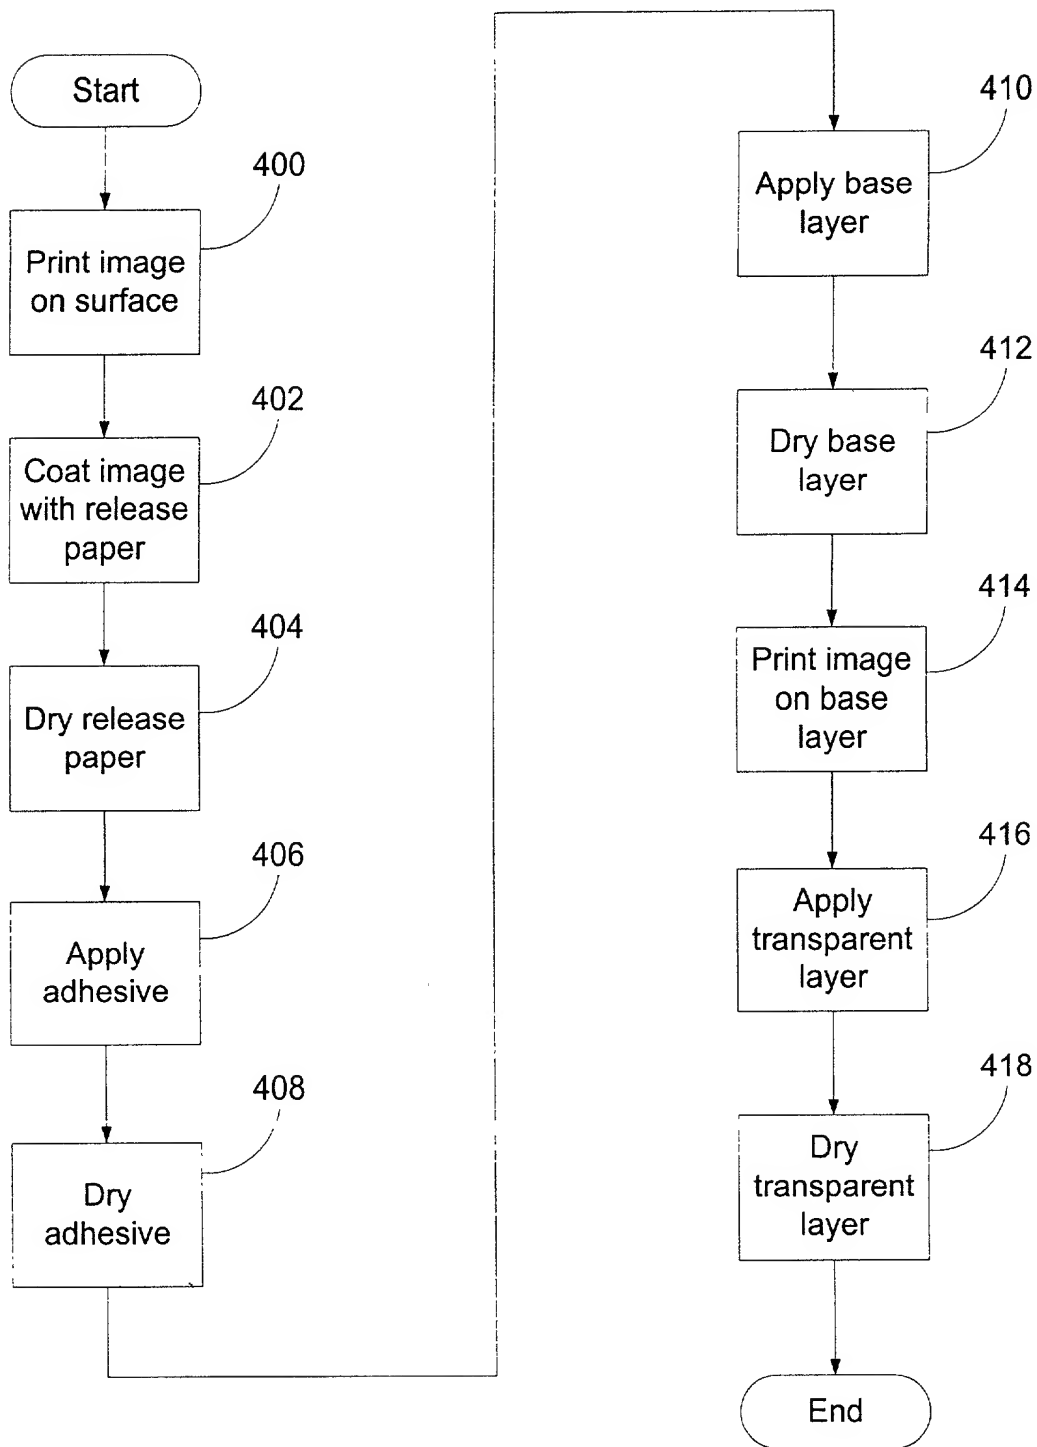 Start
400
Print image
on surface
402
Coat image
with release
paper
404
Dry release
paper
406
Apply
adhesive
408
Dry
adhesive
410
Apply base
layer
412
Dry base
layer
414
Print image
on base
layer
416
Apply
transparent
layer
418
Dry
transparent
layer
End